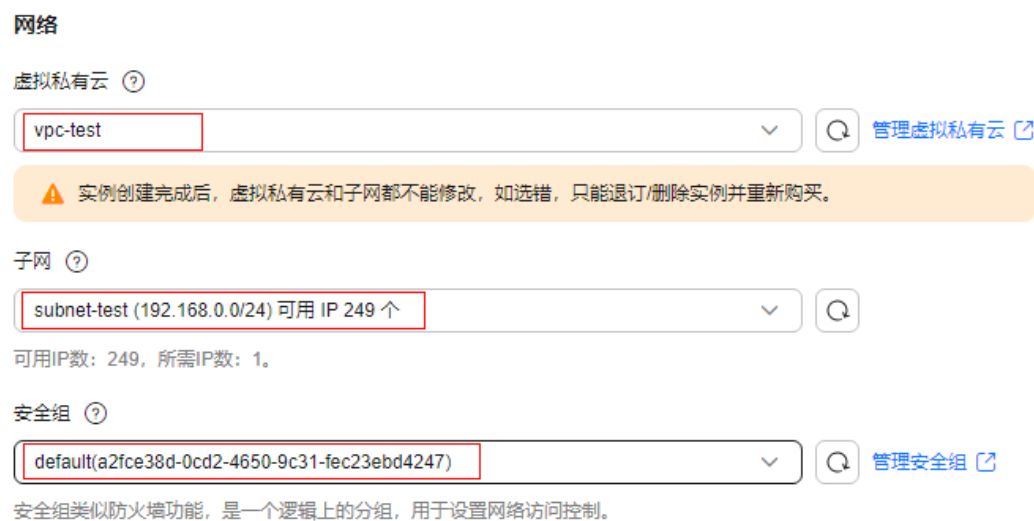 网络
虚拟私有云 ?
vpc-test
管理虚拟私有云
实例创建完成后，虚拟私有云和子网都不能修改，如选错，只能退订/删除实例并重新购买。
子网 ?
subnet-test (192.168.0.0/24) 可用 IP 249 个
可用IP数：249，所需IP数：1。
安全组 ?
default(a2fce38d-0cd2-4650-9c31-fec23ebd4247)
管理安全组
安全组类似防火墙功能，是一个逻辑上的分组，用于设置网络访问控制。